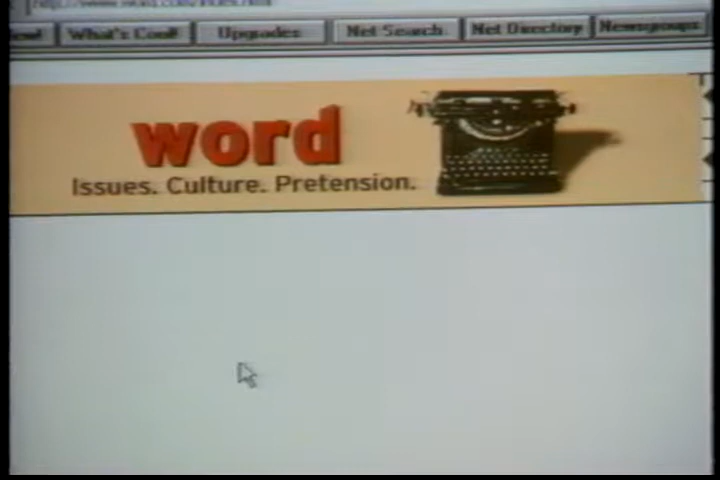 What's Cool!
Upgrades
Net Search
Net Directory
Newsgroups
word
Issues. Culture. Pretension.